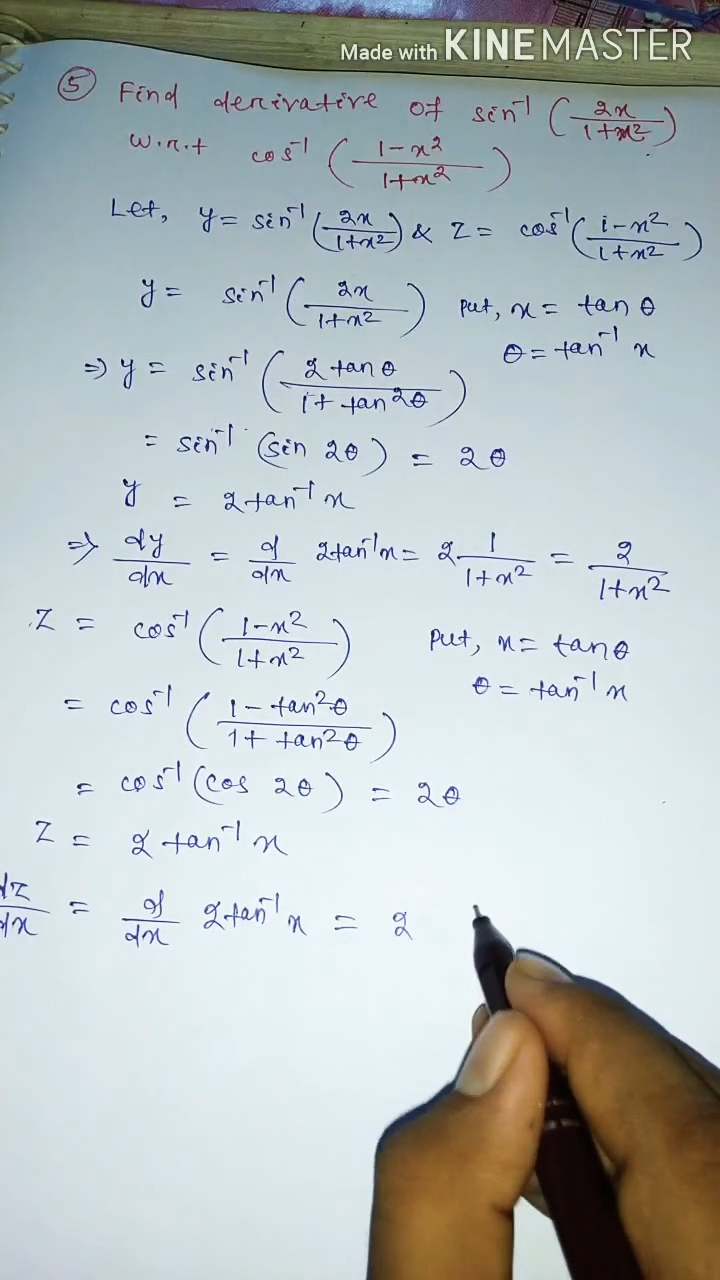 Made with KINEMASTER
⑤ Find derivative of sin⁻¹ (2x/1+x²)
w.r.t cos⁻¹ (1-x²/1+x²)
Let, y = sin⁻¹ (2x/1+x²) & Z = cos⁻¹ (1-x²/1+x²)
y = sin⁻¹ (2x/1+x²) Put, x = tan θ
θ = tan⁻¹ x
⇒ y = sin⁻¹ (2 tan θ/1+ tan²θ)
= sin⁻¹ (sin 2θ) = 2θ
y = 2 tan⁻¹ x
⇒ dy/dx = d/dx 2tan⁻¹x = 2 1/1+x² = 2/1+x²
Z = cos⁻¹ (1-x²/1+x²) Put, x = tanθ
θ = tan⁻¹ x
= cos⁻¹ (1 - tan²θ/1+ tan²θ)
= cos⁻¹ (cos 2θ) = 2θ
Z = 2 tan⁻¹ x
dz/dx = d/dx 2tan⁻¹ x = 2